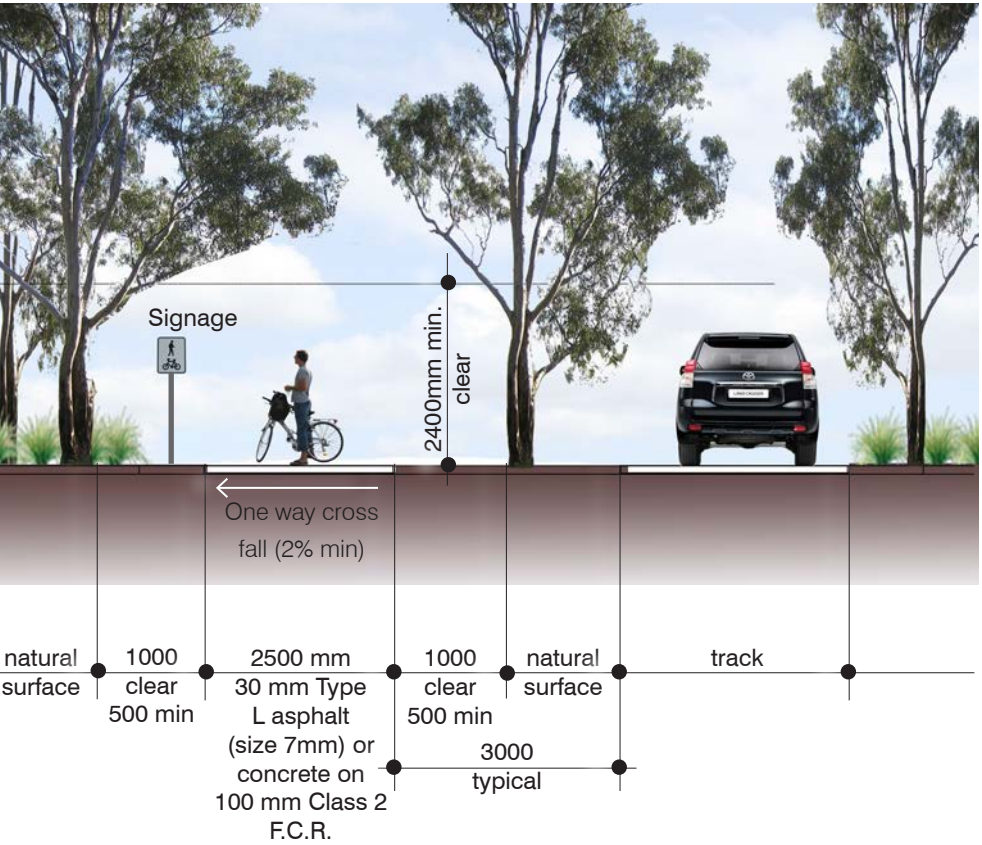 Signage
2400mm min.
clear
LAND CRUISER
One way cross
fall (2% min)
natural
surface
1000
clear
500 min
2500 mm
30 mm Type
L asphalt
(size 7mm) or
concrete on
100 mm Class 2
F.C.R.
1000
clear
500 min
natural
surface
track
3000
typical